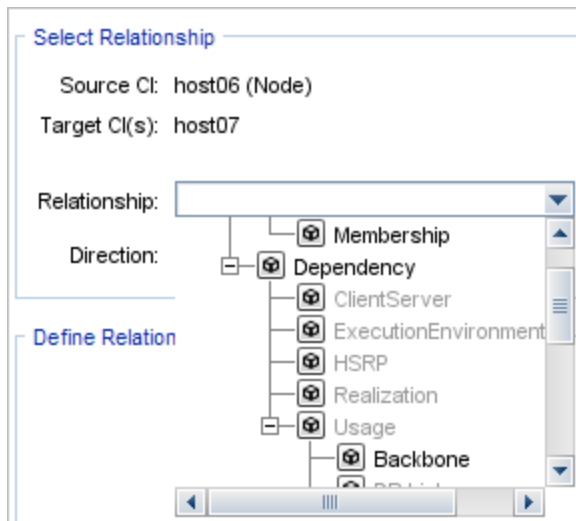 Select Relationship
Source CI: host06 (Node)
Target CI(s): host07
Relationship:
Membership
Direction:
Dependency
ClientServer
ExecutionEnvironment
Define Relation
HSRP
Realization
Usage
Backbone